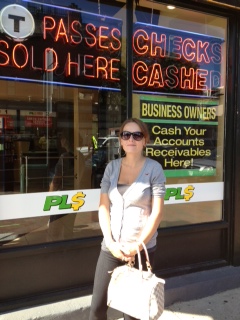 T PASSES
SOLD HERE
CHECKS
CASHED
BUSINESS OWNERS
Cash Your
Accounts
Receivables
Here!
PL$
PL$